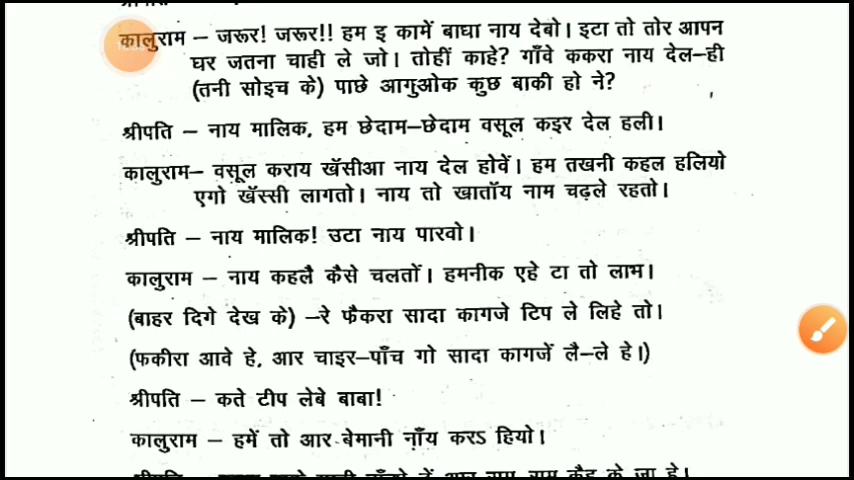 कालुराम – जरूर! जरूर!! हम इ कामें बाघा नाय देबो। इटा तो तोर आपन
घर जतना चाही ले जो। तोहीं काहे? गाँवे ककरा नाय देल–ही
(तनी सोइच के) पाछे आगुओक कुछ बाकी हो ने?
श्रीपति – नाय मालिक, हम छेदाम–छेदाम वसूल कइर देल हली।
कालुराम– वसूल कराय खॅसीआ नाय देल होवें। हम तखनी कहल हलियो
एगो खॅस्सी लागतो। नाय तो खातॉय नाम चढ़ले रहतो।
श्रीपति – नाय मालिक! उटा नाय पारवो।
कालुराम – नाय कहलै कैसे चलतों। हमनीक एहे टा तो लाभ।
(बाहर दिगे देख के) –रे फैकरा सादा कागजे टिप ले लिहे तो।
(फकीरा आवे हे, आर चाइर–पाँच गो सादा कागजें लै–ले हे।)
श्रीपति – कते टीप लेबे बाबा!
कालुराम – हमें तो आर बेमानी नाँय करऽ हियो।